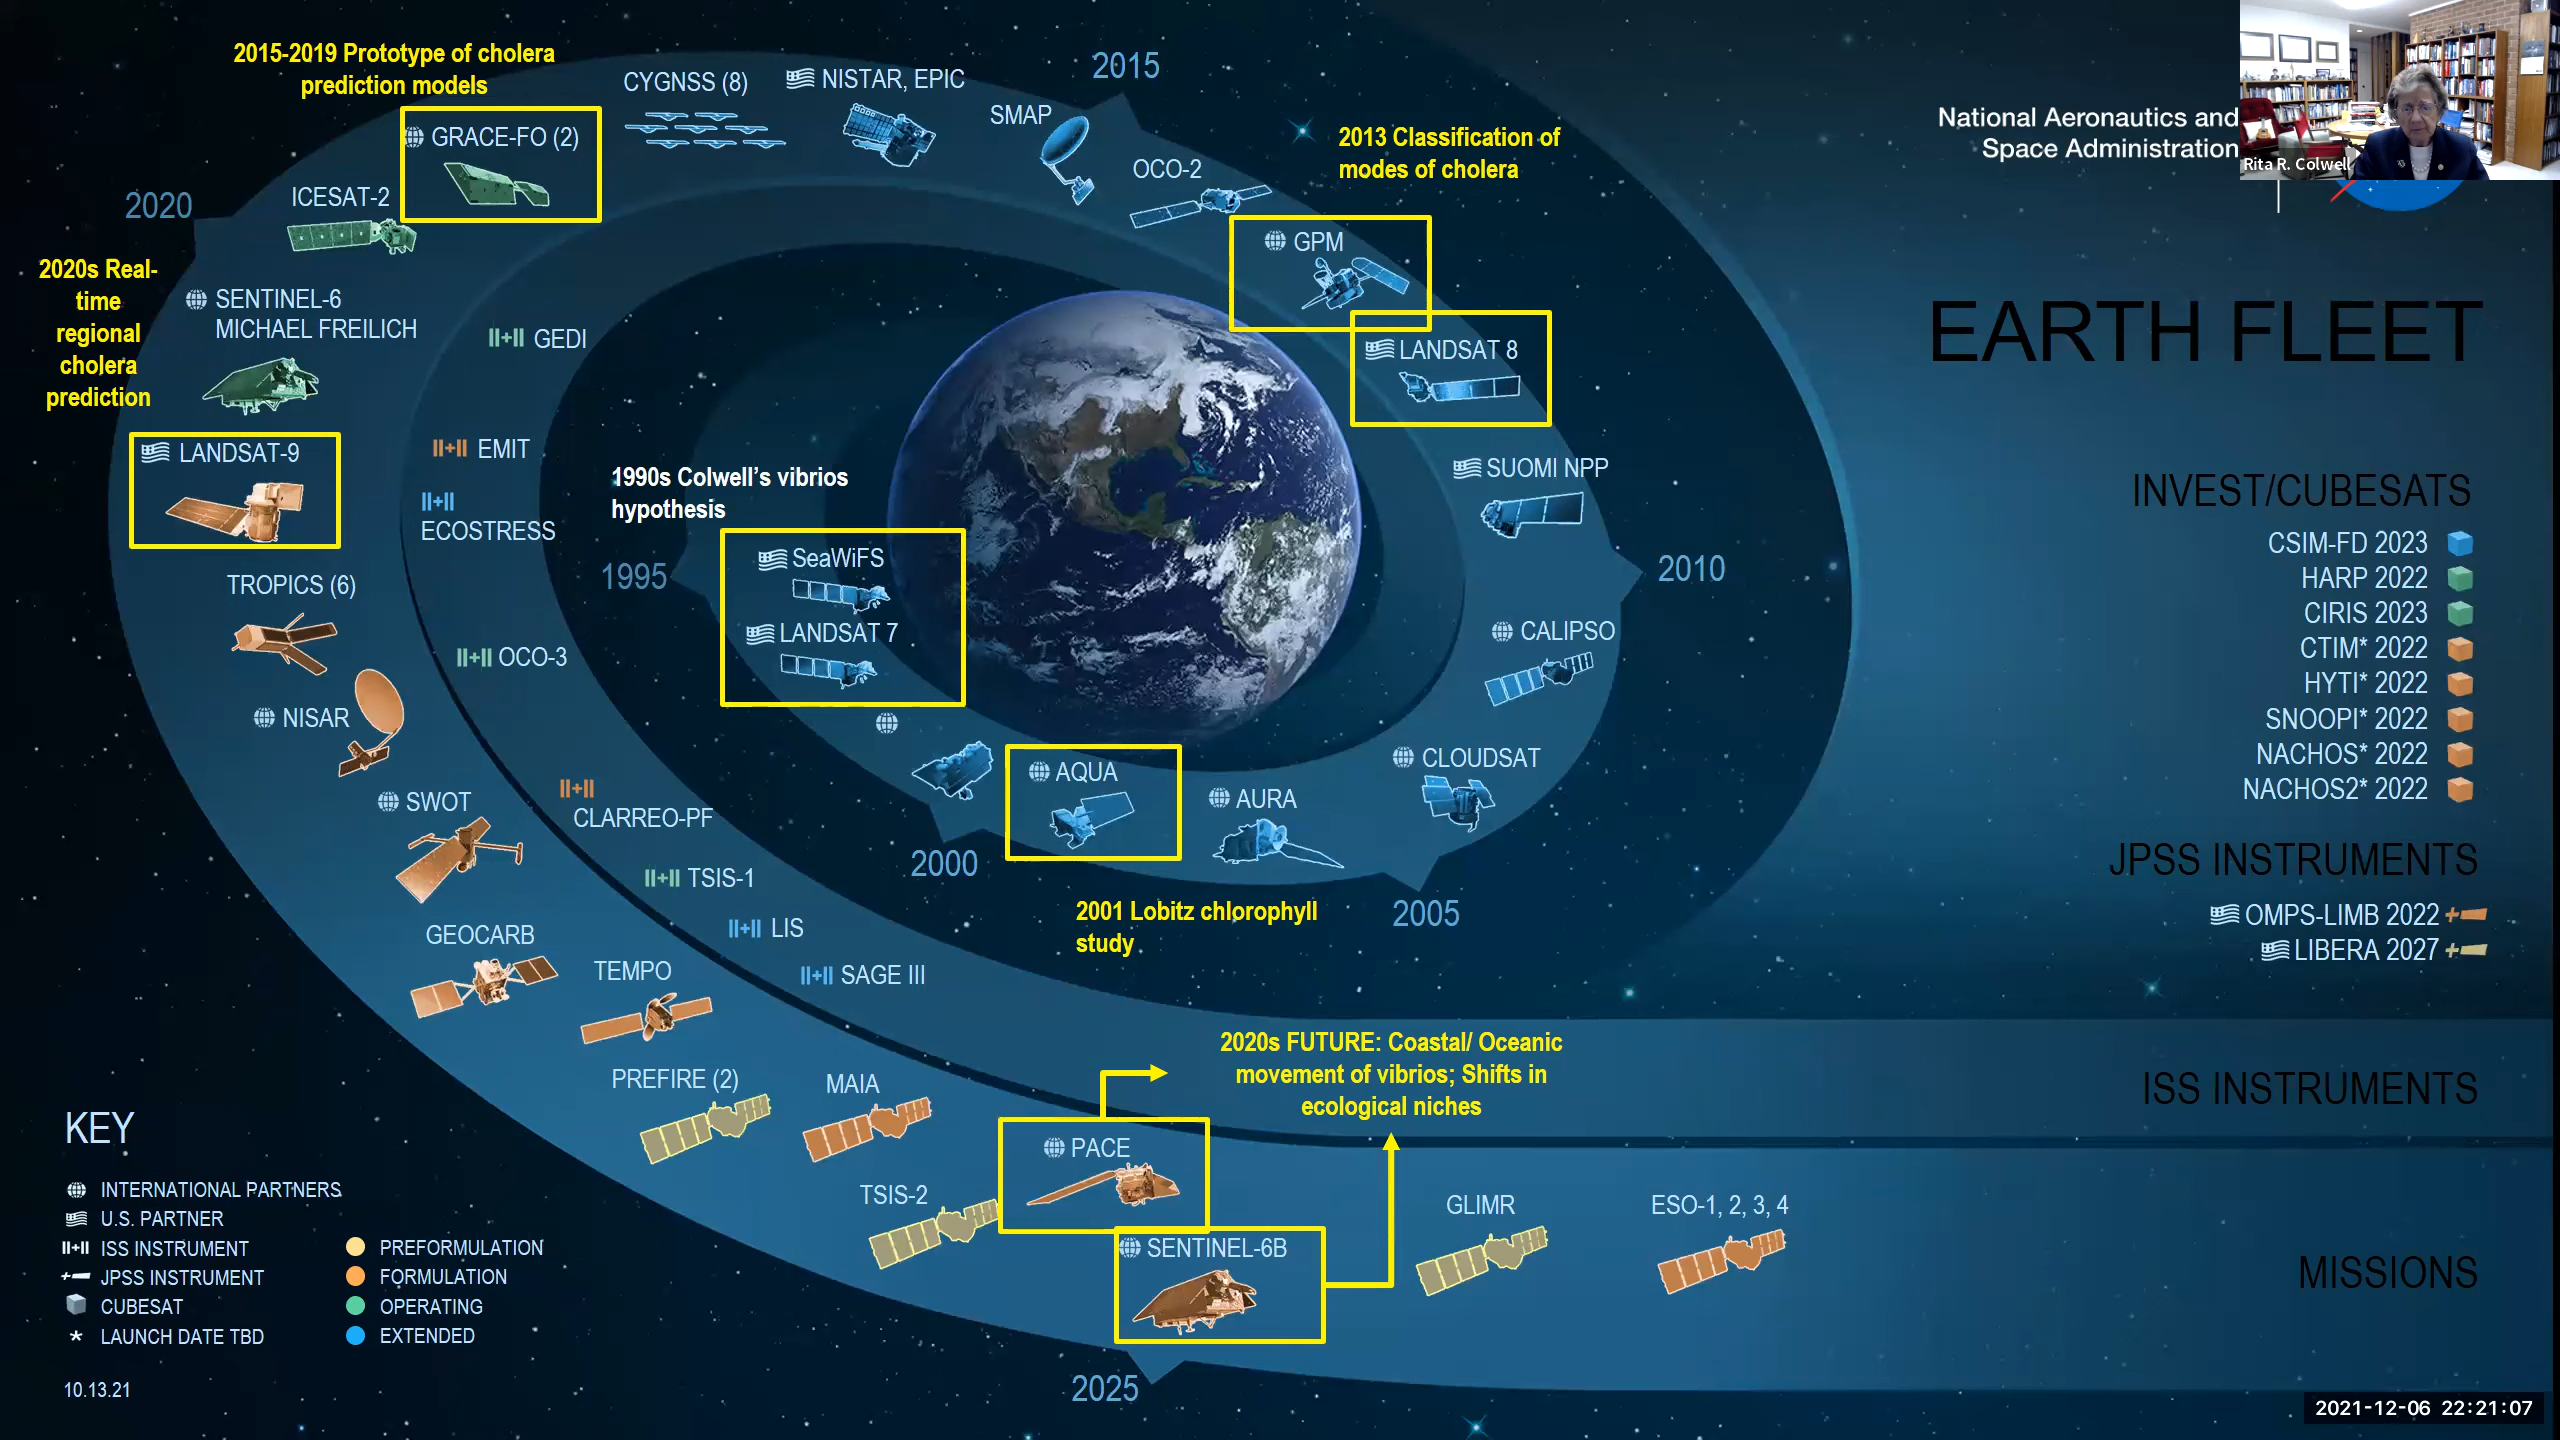 2015-2019 Prototype of cholera
prediction models
GRACE-FO (2)
CYGNSS (8)
NISTAR, EPIC
2015
SMAP
OCO-2
2013 Classification of
modes of cholera
National Aeronautics and
Space Administration
Rita R. Colwell
2020
ICESAT-2
GPM
2020s Real-
time
regional
cholera
prediction
SENTINEL-6
MICHAEL FREILICH
GEDI
LANDSAT 8
EARTH FLEET
LANDSAT-9
EMIT
ECOSTRESS
1990s Colwell's vibrios
hypothesis
SUOMI NPP
SeaWiFS
LANDSAT 7
1995
2010
TROPICS (6)
OCO-3
CALIPSO
NISAR
SWOT
AQUA
AURA
CLOUDSAT
CLARREO-PF
2000
2001 Lobitz chlorophyll
study
2005
TSIS-1
LIS
SAGE III
GEOCARB
TEMPO
INVEST/CUBESATS
CSIM-FD 2023
HARP 2022
CIRIS 2023
CTIM* 2022
HYTI* 2022
SNOOPI* 2022
NACHOS* 2022
NACHOS2* 2022
JPSS INSTRUMENTS
OMPS-LIMB 2022
LIBERA 2027
ISS INSTRUMENTS
MISSIONS
2020s FUTURE: Coastal/ Oceanic
movement of vibrios; Shifts in
ecological niches
PREFIRE (2)
MAIA
PACE
TSIS-2
SENTINEL-6B
GLIMR
ESO-1, 2, 3, 4
2025
KEY
INTERNATIONAL PARTNERS
U.S. PARTNER
ISS INSTRUMENT
JPSS INSTRUMENT
CUBESAT
* LAUNCH DATE TBD
PREFORMULATION
FORMULATION
OPERATING
EXTENDED
10.13.21
2021-12-06 22:21:07